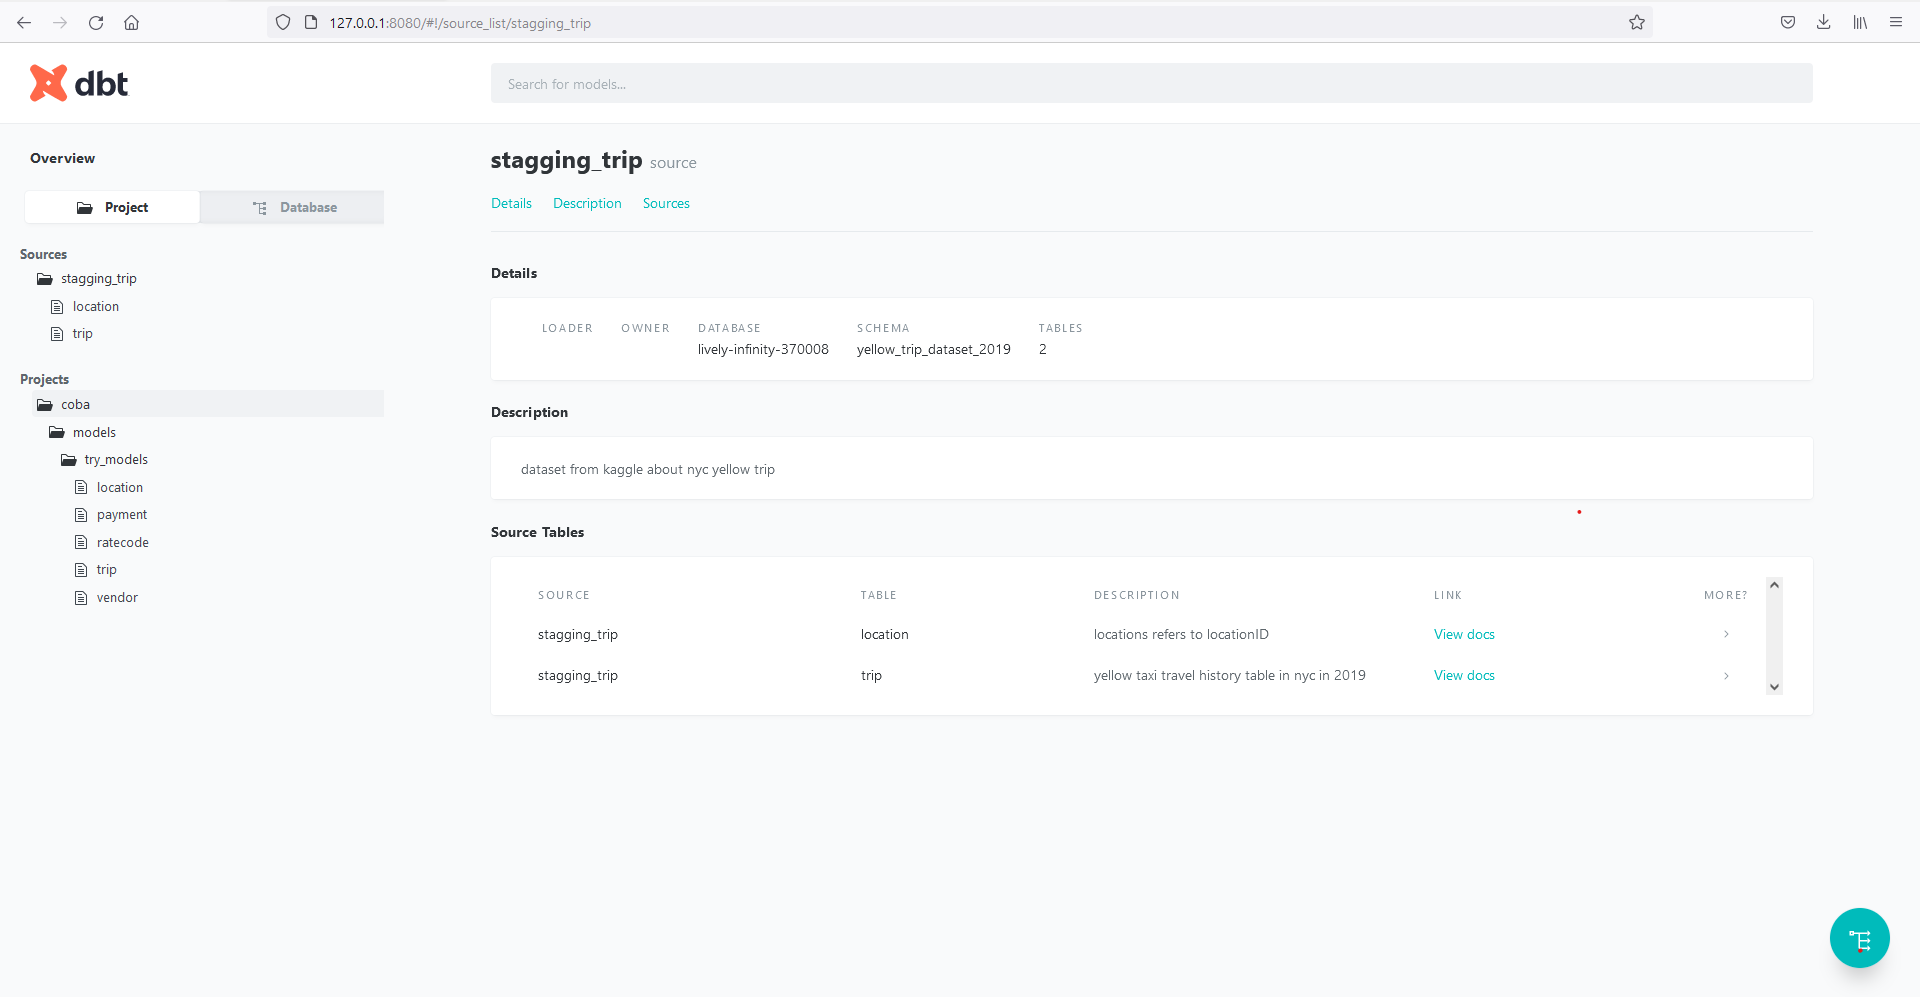 127.0.0.1:8080/#!/source_list/stagging_trip
dbt
Search for models...
Overview
Project
Database
Sources
stagging_trip
location
trip
Projects
coba
models
try_models
location
payment
ratecode
trip
vendor
stagging_trip source
Details Description Sources
Details
LOADER OWNER DATABASE SCHEMA TABLES
lively-infinity-370008 yellow_trip_dataset_2019 2
Description
dataset from kaggle about nyc yellow trip
Source Tables
SOURCE TABLE DESCRIPTION LINK MORE?
stagging_trip location locations refers to locationID View docs
stagging_trip trip yellow taxi travel history table in nyc in 2019 View docs